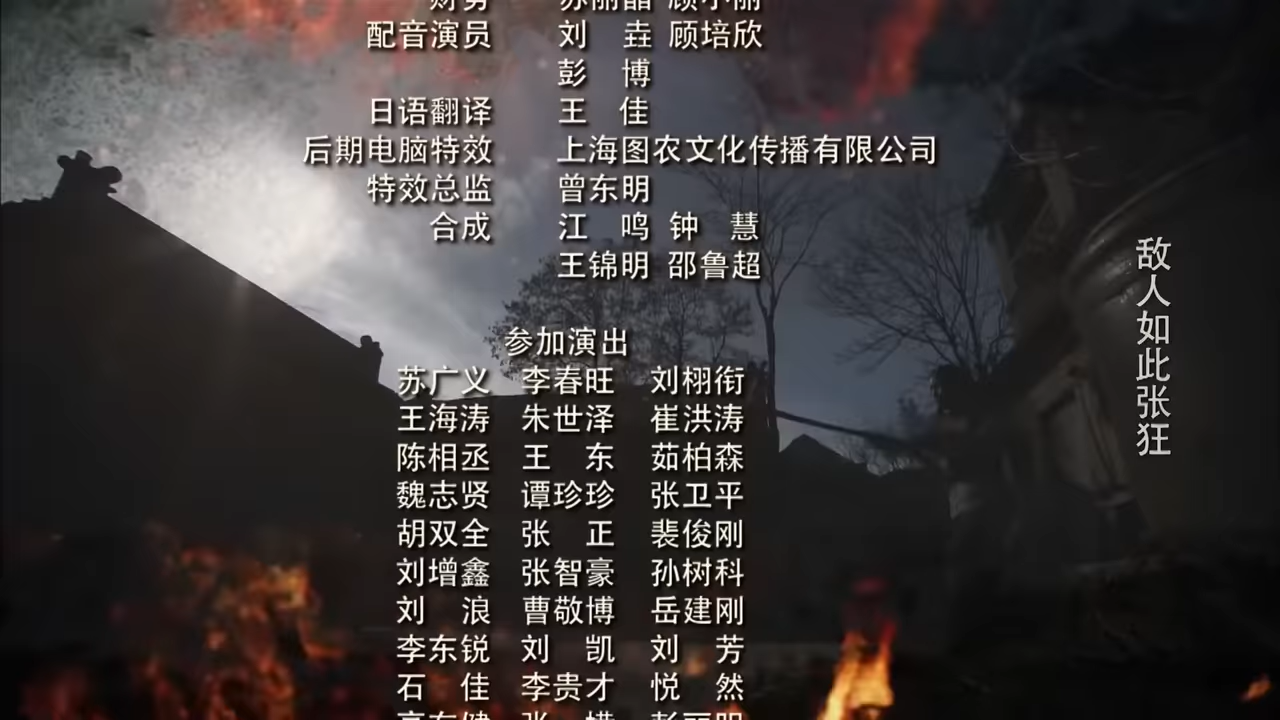 配音演员 刘 垚 顾培欣
彭 博
日语翻译 王 佳
后期电脑特效 上海图农文化传播有限公司
特效总监 曾东明
合成 江 鸣 钟 慧
王锦明 邵鲁超
参加演出
苏广义 李春旺 刘栩衔
王海涛 朱世泽 崔洪涛
陈相丞 王 东 茹柏森
魏志贤 谭珍珍 张卫平
胡双全 张 正 裴俊刚
刘增鑫 张智豪 孙树科
刘 浪 曹敬博 岳建刚
李东锐 刘 凯 刘 芳
石 佳 李贵才 悦 然
敌人如此张狂